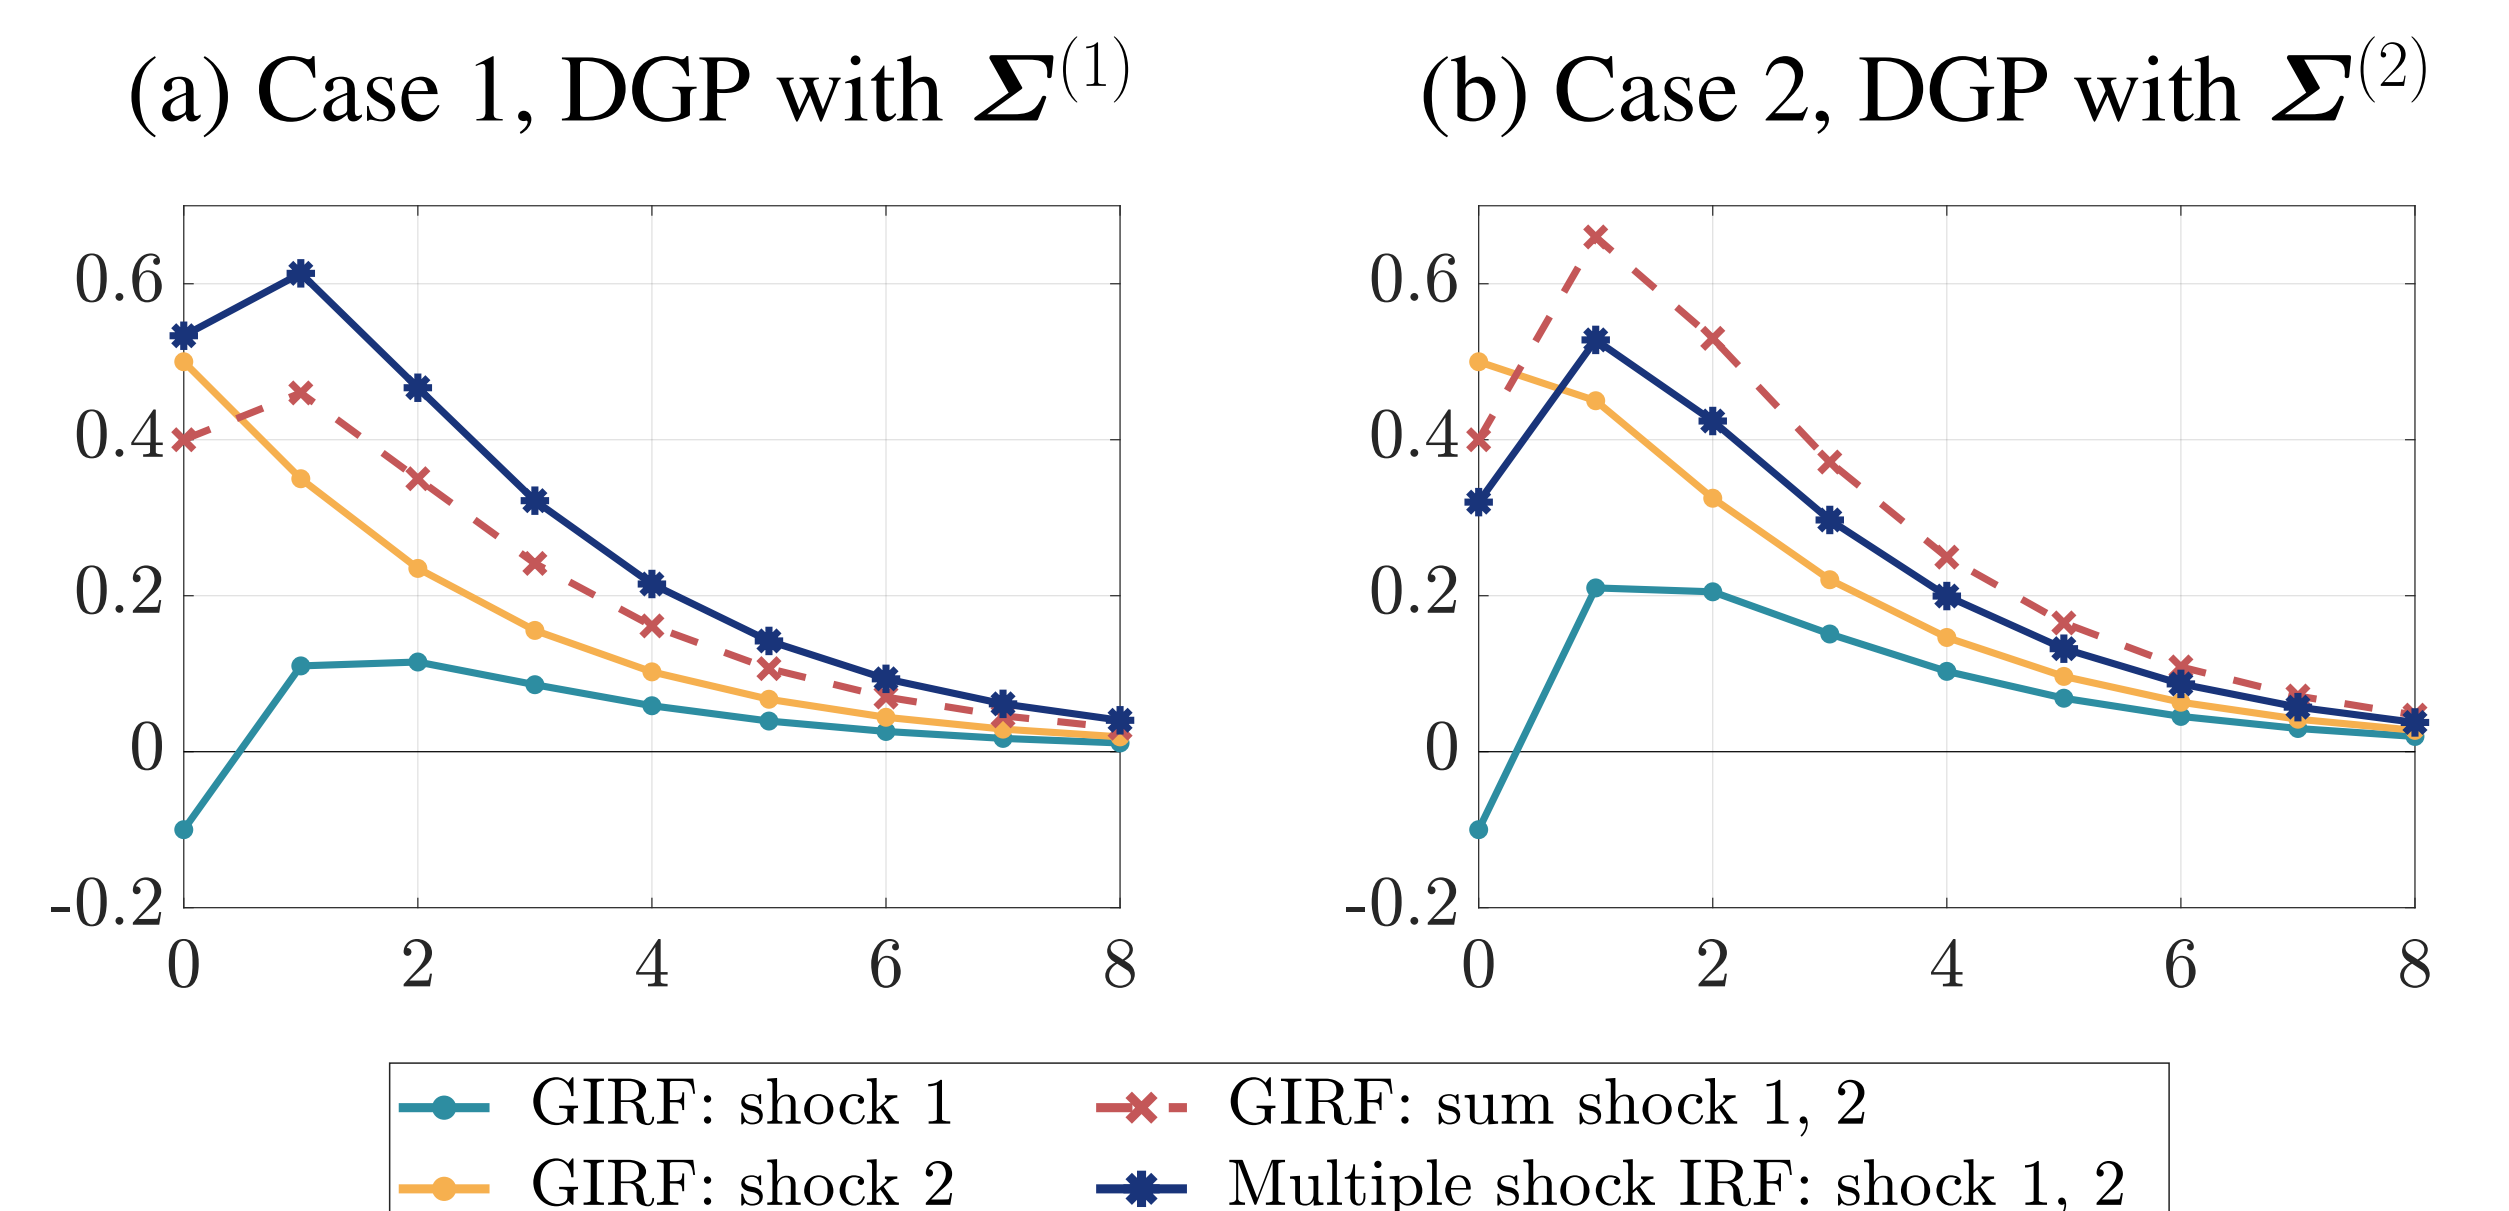 (a) Case 1, DGP with Σ^(1)
(b) Case 2, DGP with Σ^(2)
0.6
0.4
0.2
0
-0.2
0 2 4 6 8
0.6
0.4
0.2
0
-0.2
0 2 4 6 8
GIRF: shock 1
GIRF: sum shock 1, 2
GIRF: shock 2
Multiple shock IRF: shock 1, 2